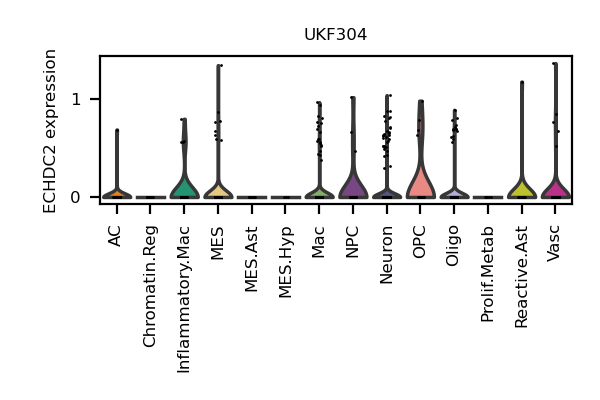 UKF304
ECHDC2 expression
1
0
AC
Chromatin.Reg
Inflammatory.Mac
MES
MES.Ast
MES.Hyp
Mac
NPC
Neuron
OPC
Oligo
Prolif.Metab
Reactive.Ast
Vasc